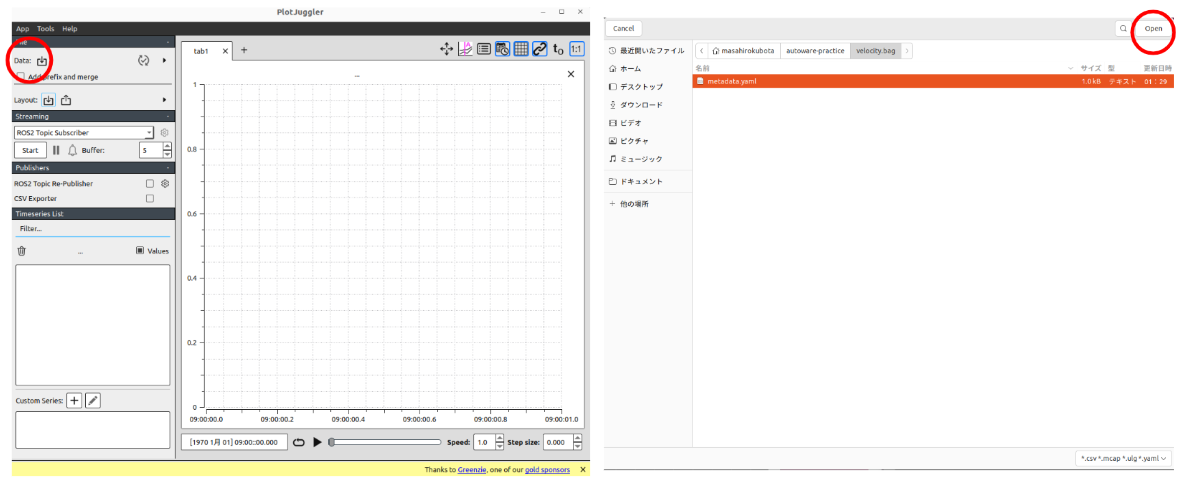 PlotJuggler
App Tools Help
File
Data:
Add prefix and merge
Layout:
Streaming
ROS2 Topic Subscriber
Start Buffer: 5
Publishers
ROS2 Topic Re-Publisher
CSV Exporter
Timeseries List
Filter...
... Values
Custom Series:
tab1 × +
t0 1:1
...
1
0.8
0.6
0.4
0.2
0
09:00:00.0 09:00:00.2 09:00:00.4 09:00:00.6 09:00:00.8 09:00:01.0
[1970 1月 01] 09:00::00.000 Speed: 1.0 Step size: 0.000
Thanks to Greenzie, one of our gold sponsors ×
Cancel Open
最近開いたファイル
ホーム
デスクトップ
ダウンロード
ビデオ
ピクチャ
ミュージック
ドキュメント
+ 他の場所
masahirokubota autoware-practice velocity.bag
名前 サイズ 型 更新日時
metadata.yaml 1.0 kB テキスト 01:29
*.csv *.mcap *.ulg *.yaml